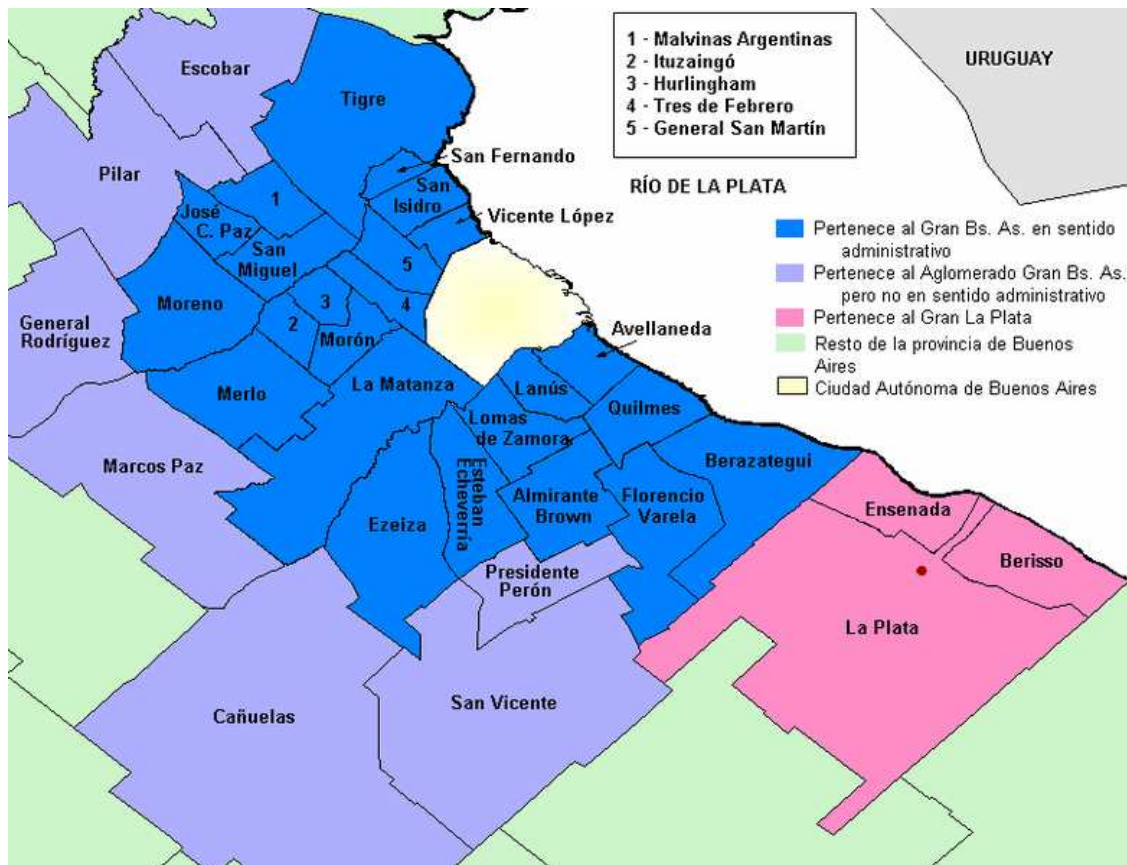 1 - Malvinas Argentinas
2 - Ituzaingó
3 - Hurlingham
4 - Tres de Febrero
5 - General San Martín
URUGUAY
Escobar
Tigre
San Fernando
Pilar
RÍO DE LA PLATA
San
Isidro
1
José
C. Paz
Vicente López
Pertenece al Gran Bs. As. en sentido
administrativo
San
Miguel
5
Pertenece al Aglomerado Gran Bs. As.
pero no en sentido administrativo
Moreno
3
4
2
General
Rodríguez
Morón
Pertenece al Gran La Plata
Avellaneda
Resto de la provincia de Buenos
Aires
Merlo
La Matanza
Lanús
Ciudad Autónoma de Buenos Aires
Quilmes
Lomas
de Zamora
Marcos Paz
Berazategui
Esteban
Echeverría
Almirante
Brown
Florencio
Varela
Ezeiza
Ensenada
Berisso
Presidente
Perón
La Plata
Cañuelas
San Vicente